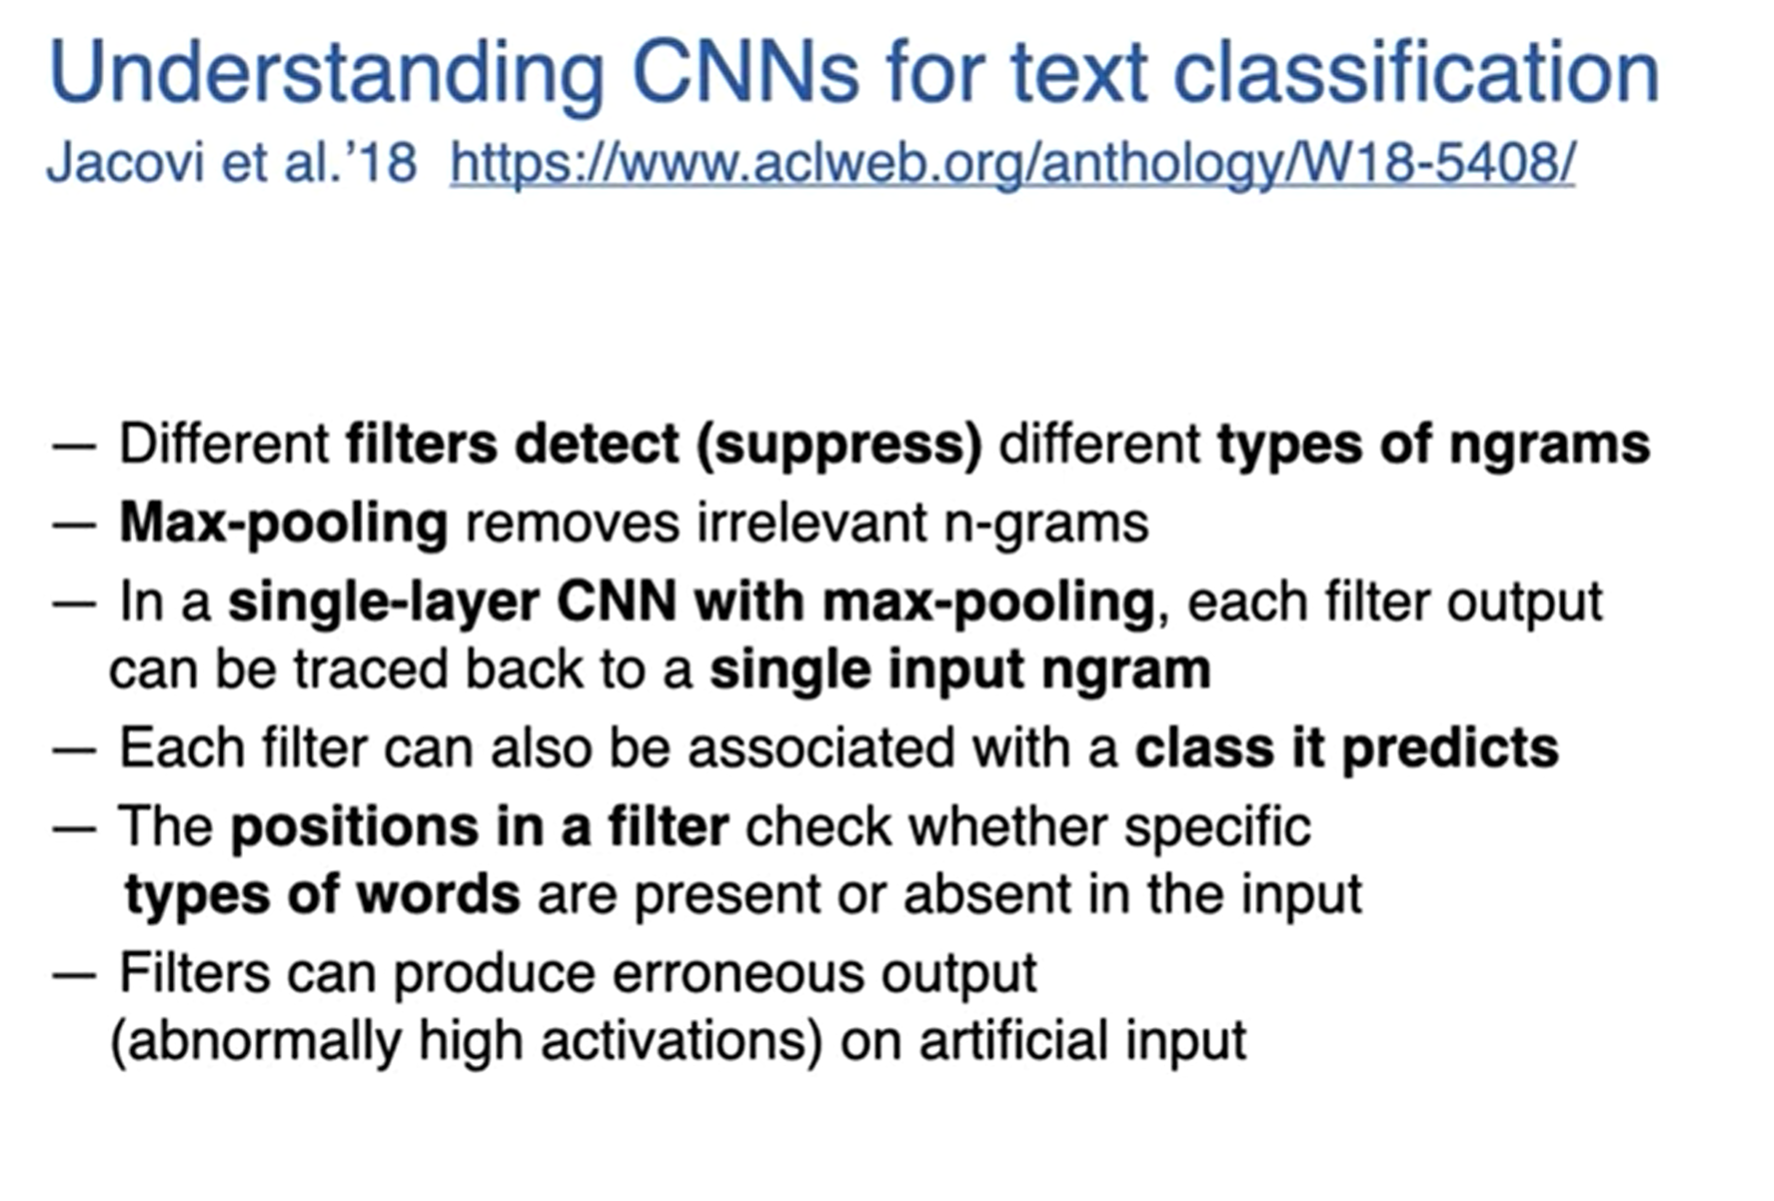 Understanding CNNs for text classification
Jacovi et al.’18 https://www.aclweb.org/anthology/W18-5408/
— Different filters detect (suppress) different types of ngrams
— Max-pooling removes irrelevant n-grams
— In a single-layer CNN with max-pooling, each filter output
can be traced back to a single input ngram
— Each filter can also be associated with a class it predicts
— The positions in a filter check whether specific
types of words are present or absent in the input
— Filters can produce erroneous output
(abnormally high activations) on artificial input